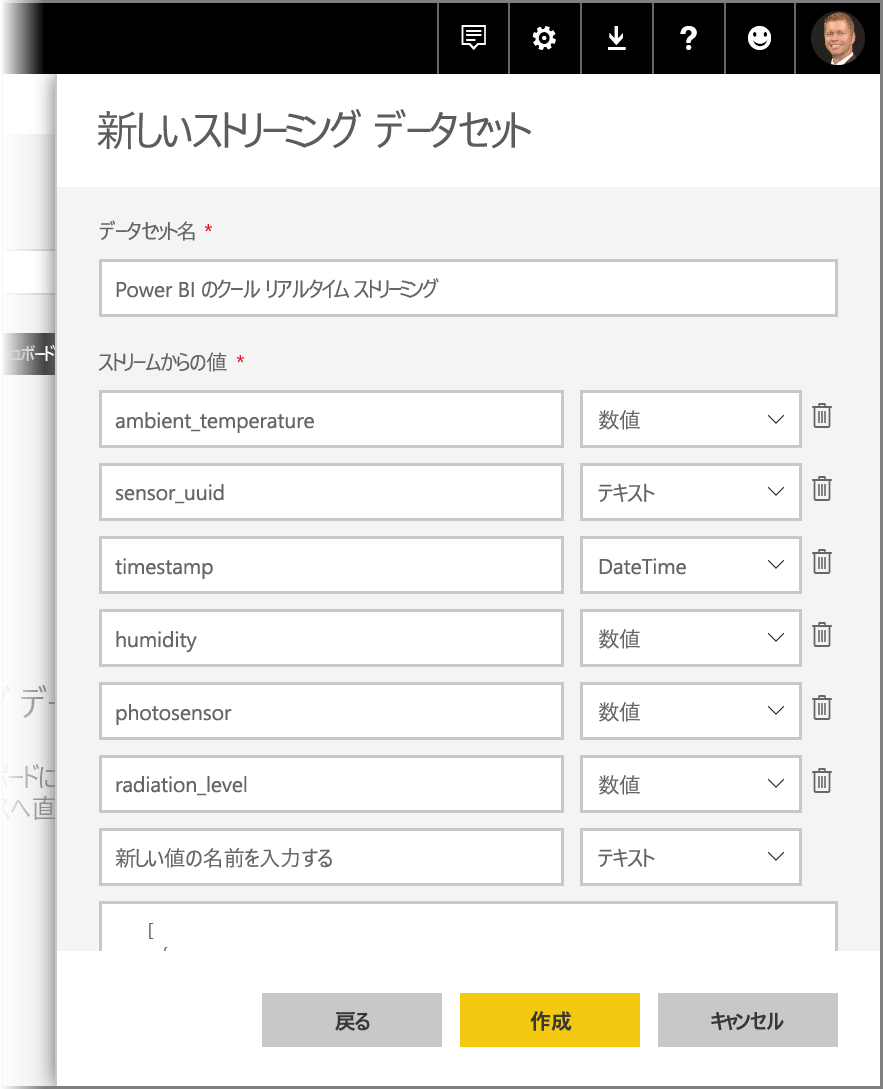 新しいストリーミング データセット
データセット名 *
Power BI のクール リアルタイム ストリーミング
ストリームからの値 *
ambient_temperature 数値
sensor_uuid テキスト
timestamp DateTime
humidity 数値
photosensor 数値
radiation_level 数値
新しい値の名前を入力する テキスト
[
戻る 作成 キャンセル
ュボード
デー
ボードに
スへ直